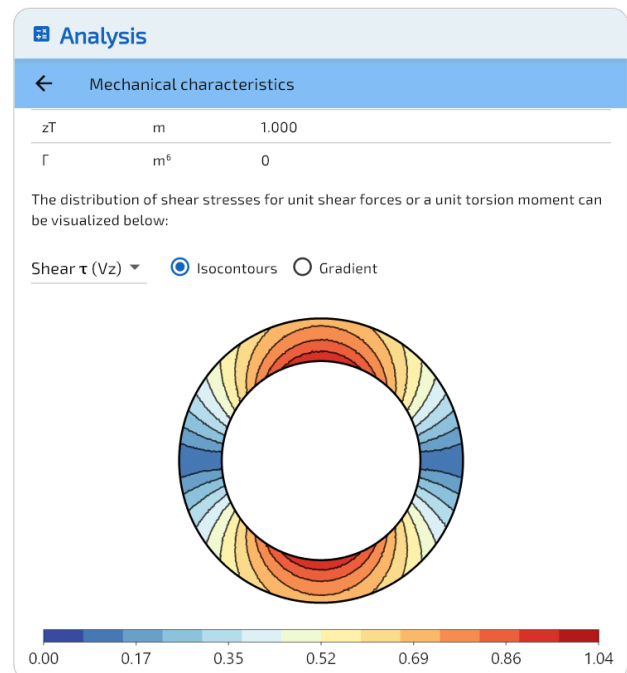 Analysis
Mechanical characteristics
zT m 1.000
Γ m⁶ 0
The distribution of shear stresses for unit shear forces or a unit torsion moment can
be visualized below:
Shear τ (Vz) Isocontours Gradient
0.00 0.17 0.35 0.52 0.69 0.86 1.04